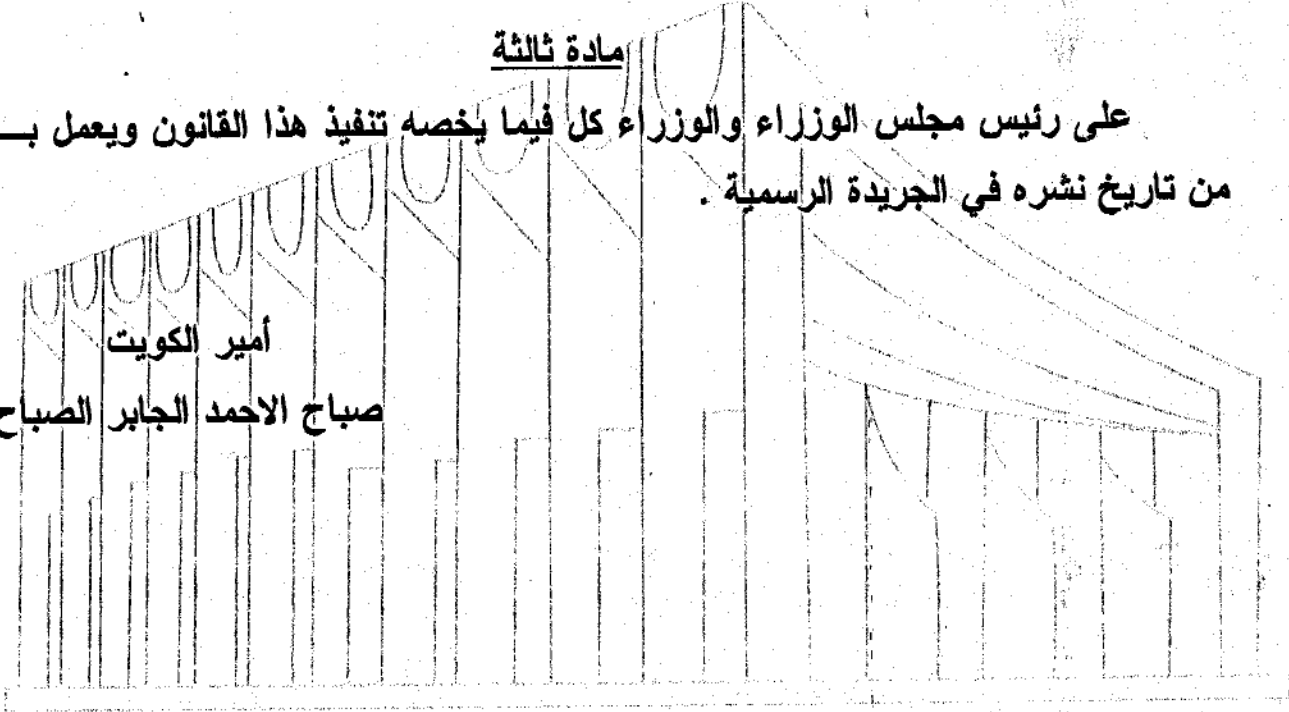 مادة ثالثة
على رئيس مجلس الوزراء والوزراء كل فيما يخصه تنفيذ هذا القانون ويعمل بـــ
من تاريخ نشره في الجريدة الرسمية .
أمير الكويت
صباح الاحمد الجابر الصباح